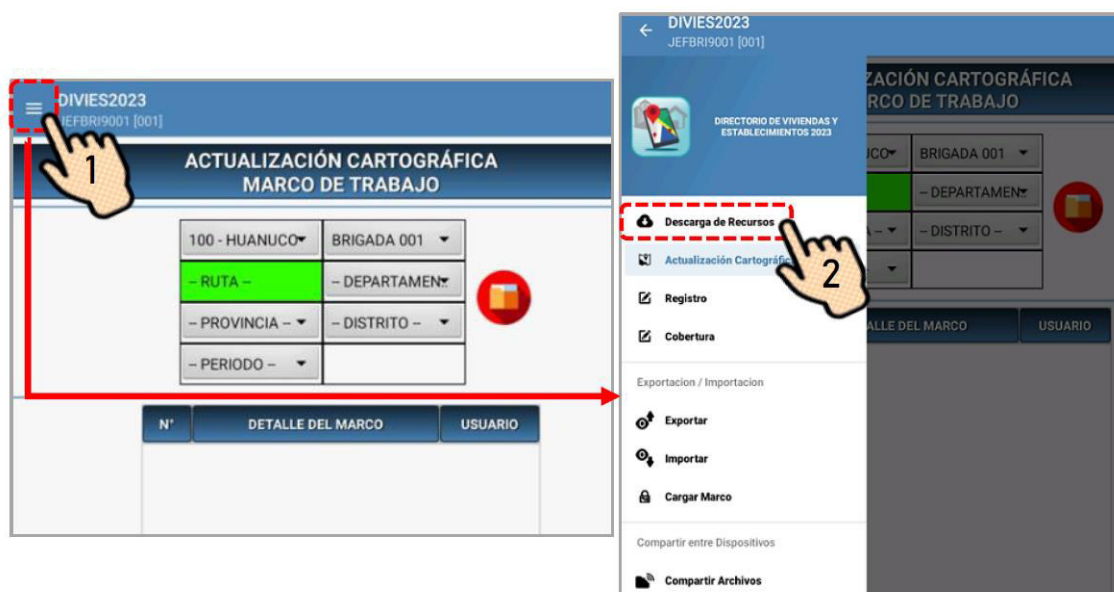 DIVIES2023
JEFBRI9001 [001]
1
ACTUALIZACIÓN CARTOGRÁFICA
MARCO DE TRABAJO
100 - HUANUCO
BRIGADA 001
-- RUTA --
-- DEPARTAMEN
-- PROVINCIA --
-- DISTRITO --
-- PERIODO --
N°
DETALLE DEL MARCO
USUARIO
DIVIES2023
JEFBRI9001 [001]
DIRECTORIO DE VIVIENDAS Y
ESTABLECIMIENTOS 2023
Descarga de Recursos
Actualización Cartográfic
2
Registro
Cobertura
Exportacion / Importacion
Exportar
Importar
Cargar Marco
Compartir entre Dispositivos
Compartir Archivos
ZACIÓN CARTOGRÁFICA
RCO DE TRABAJO
UCO
BRIGADA 001
-- DEPARTAMEN
A --
-- DISTRITO --
ALLE DEL MARCO
USUARIO